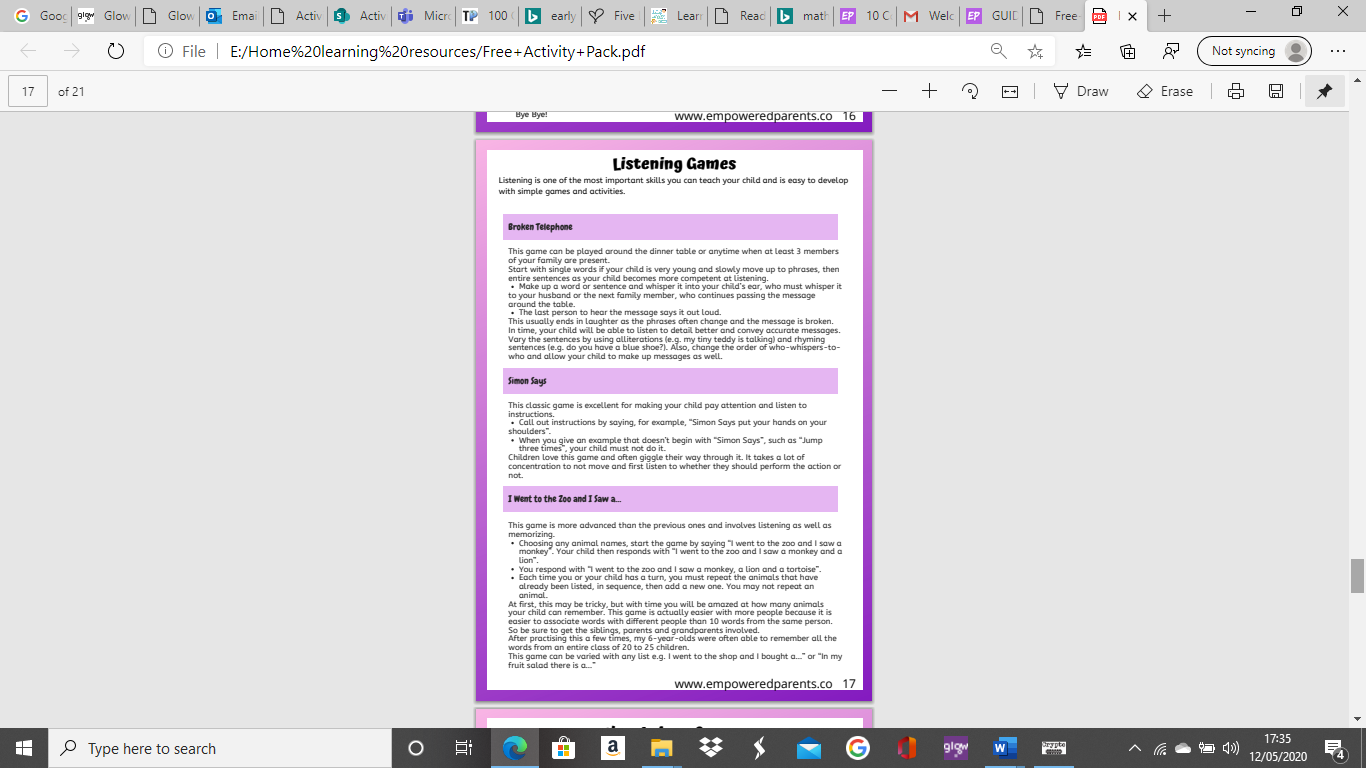 Goog
Glow
Glow
Emai
Activ
Activ
Micro
100 (
early
Five l
Learn
Read
math
10 Co
Welc
GUID
Free-
File
E:/Home%20learning%20resources/Free+Activity+Pack.pdf
Not syncing
17 of 21
Draw
Erase
Bye Bye!
www.empoweredparents.co 16
Listening Games
Listening is one of the most important skills you can teach your child and is easy to develop
with simple games and activities.
Broken Telephone
This game can be played around the dinner table or anytime when at least 3 members
of your family are present.
Start with single words if your child is very young and slowly move up to phrases, then
entire sentences as your child becomes more competent at listening.
• Make up a word or sentence and whisper it into your child's ear, who must whisper it
to your husband or the next family member, who continues passing the message
around the table.
• The last person to hear the message says it out loud.
This usually ends in laughter as the phrases often change and the message is broken.
In time, your child will be able to listen to detail better and convey accurate messages.
Vary the sentences by using alliterations (e.g. my tiny teddy is talking) and rhyming
sentences (e.g. do you have a blue shoe?). Also, change the order of who-whispers-to-
who and allow your child to make up messages as well.
Simon Says
This classic game is excellent for making your child pay attention and listen to
instructions.
• Call out instructions by saying, for example, "Simon Says put your hands on your
shoulders".
• When you give an example that doesn't begin with "Simon Says", such as "Jump
three times", your child must not do it.
Children love this game and often giggle their way through it. It takes a lot of
concentration to not move and first listen to whether they should perform the action or
not.
I Went to the Zoo and I Saw a...
This game is more advanced than the previous ones and involves listening as well as
memorizing.
• Choosing any animal names, start the game by saying "I went to the zoo and I saw a
monkey". Your child then responds with "I went to the zoo and I saw a monkey and a
lion".
• You respond with "I went to the zoo and I saw a monkey, a lion and a tortoise".
• Each time you or your child has a turn, you must repeat the animals that have
already been listed, in sequence, then add a new one. You may not repeat an
animal.
At first, this may be tricky, but with time you will be amazed at how many animals
your child can remember. This game is actually easier with more people because it is
easier to associate words with different people than 10 words from the same person.
So be sure to get the siblings, parents and grandparents involved.
After practising this a few times, my 6-year-olds were often able to remember all the
words from an entire class of 20 to 25 children.
This game can be varied with any list e.g. I went to the shop and I bought a..." or "In my
fruit salad there is a..."
www.empoweredparents.co 17
Type here to search
17:35
12/05/2020
4